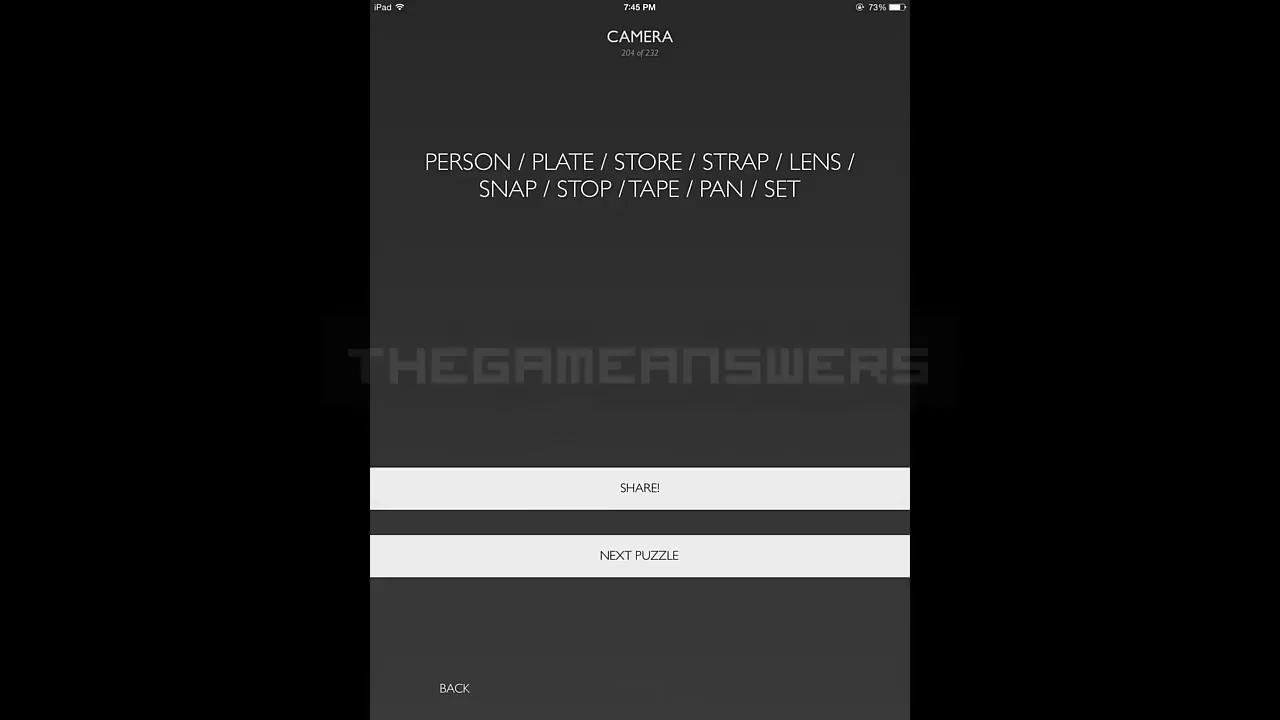 iPad 7:45 PM 73%
CAMERA
204 of 232
PERSON / PLATE / STORE / STRAP / LENS /
SNAP / STOP / TAPE / PAN / SET
THEGAMEANSWERS
SHARE!
NEXT PUZZLE
BACK